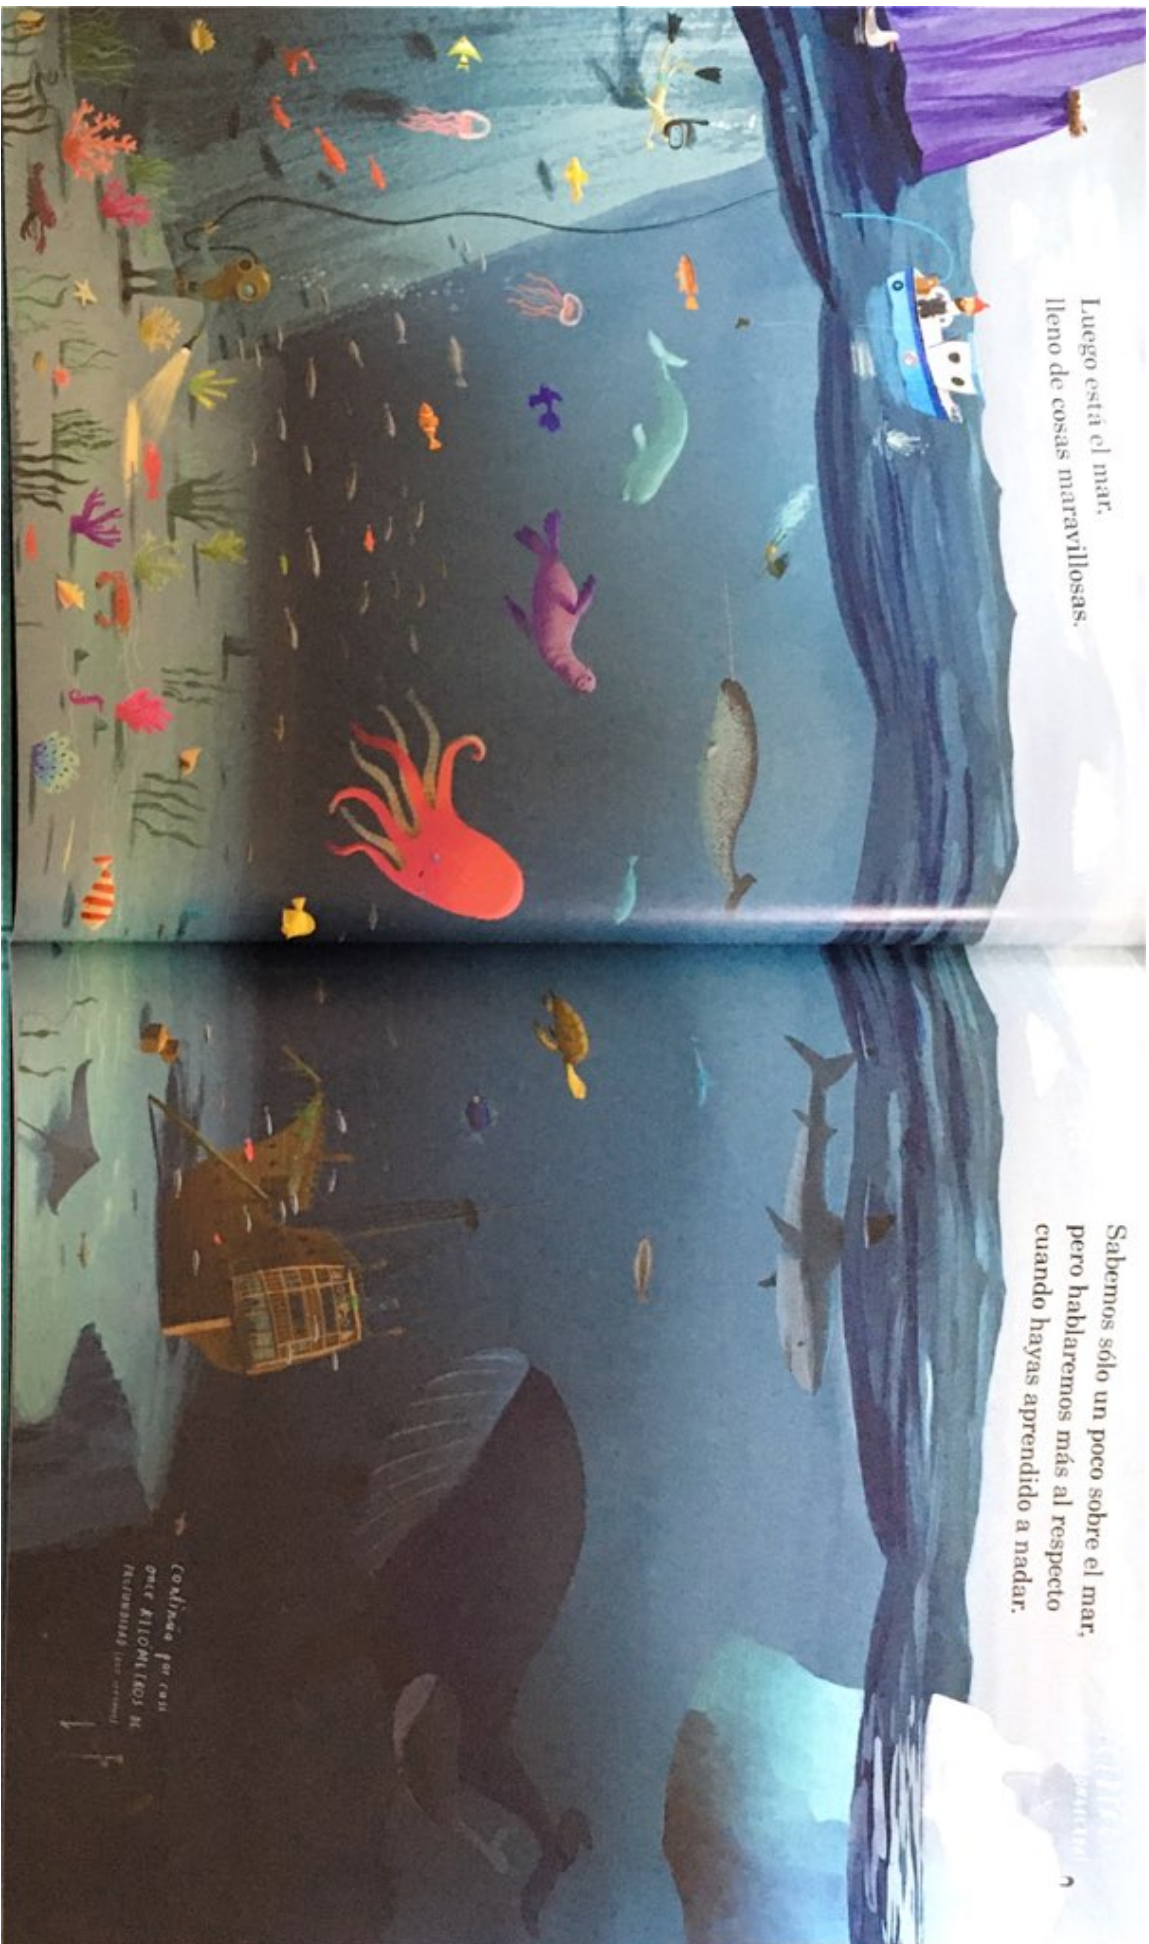 Luego está el mar,
lleno de cosas maravillosas.
Sabemos sólo un poco sobre el mar,
pero hablaremos más al respecto
cuando hayas aprendido a nadar.
Continúa por casi
once KILÓMETROS DE
PROFUNDIDAD